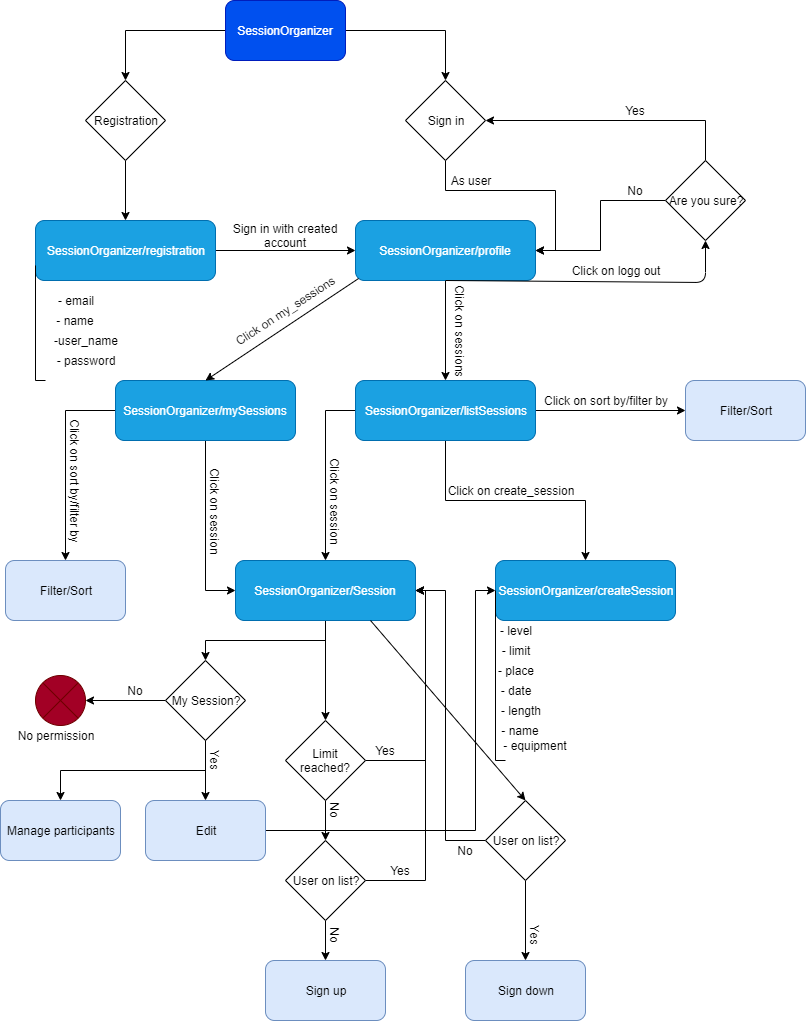 SessionOrganizer
Registration
Sign in
Yes
As user
No
Are you sure?
SessionOrganizer/registration
Sign in with created
account
SessionOrganizer/profile
Click on logg out
- email
- name
-user_name
- password
Click on my_sessions
Click on sessions
SessionOrganizer/mySessions
SessionOrganizer/listSessions
Click on sort by/filter by
Filter/Sort
Click on sort by/filter by
Click on session
Click on session
Click on create_session
Filter/Sort
SessionOrganizer/Session
SessionOrganizer/createSession
- level
- limit
- place
- date
- length
- name
- equipment
No
My Session?
No permission
Yes
Limit
reached?
Yes
No
Manage participants
Edit
User on list?
No
User on list?
Yes
No
Yes
Sign up
Sign down